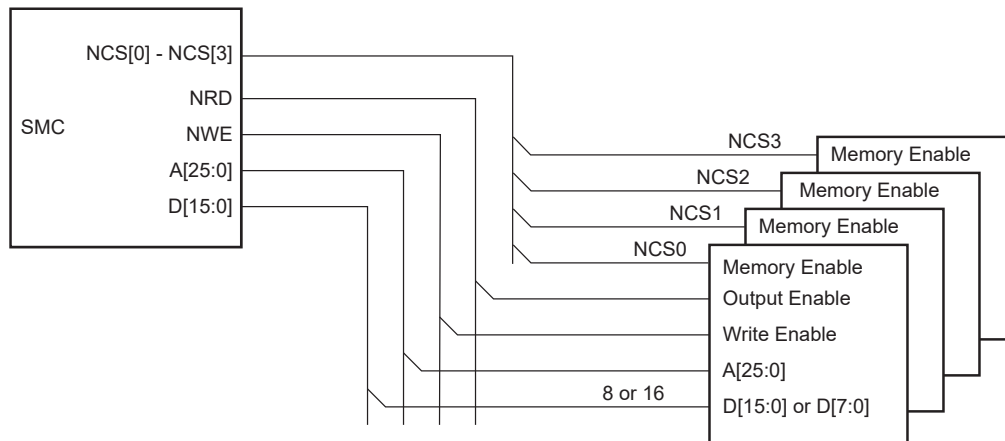 NCS[0] - NCS[3]
NRD
SMC
NWE
A[25:0]
D[15:0]
NCS3
Memory Enable
NCS2
Memory Enable
NCS1
Memory Enable
NCS0
Memory Enable
Output Enable
Write Enable
A[25:0]
8 or 16
D[15:0] or D[7:0]